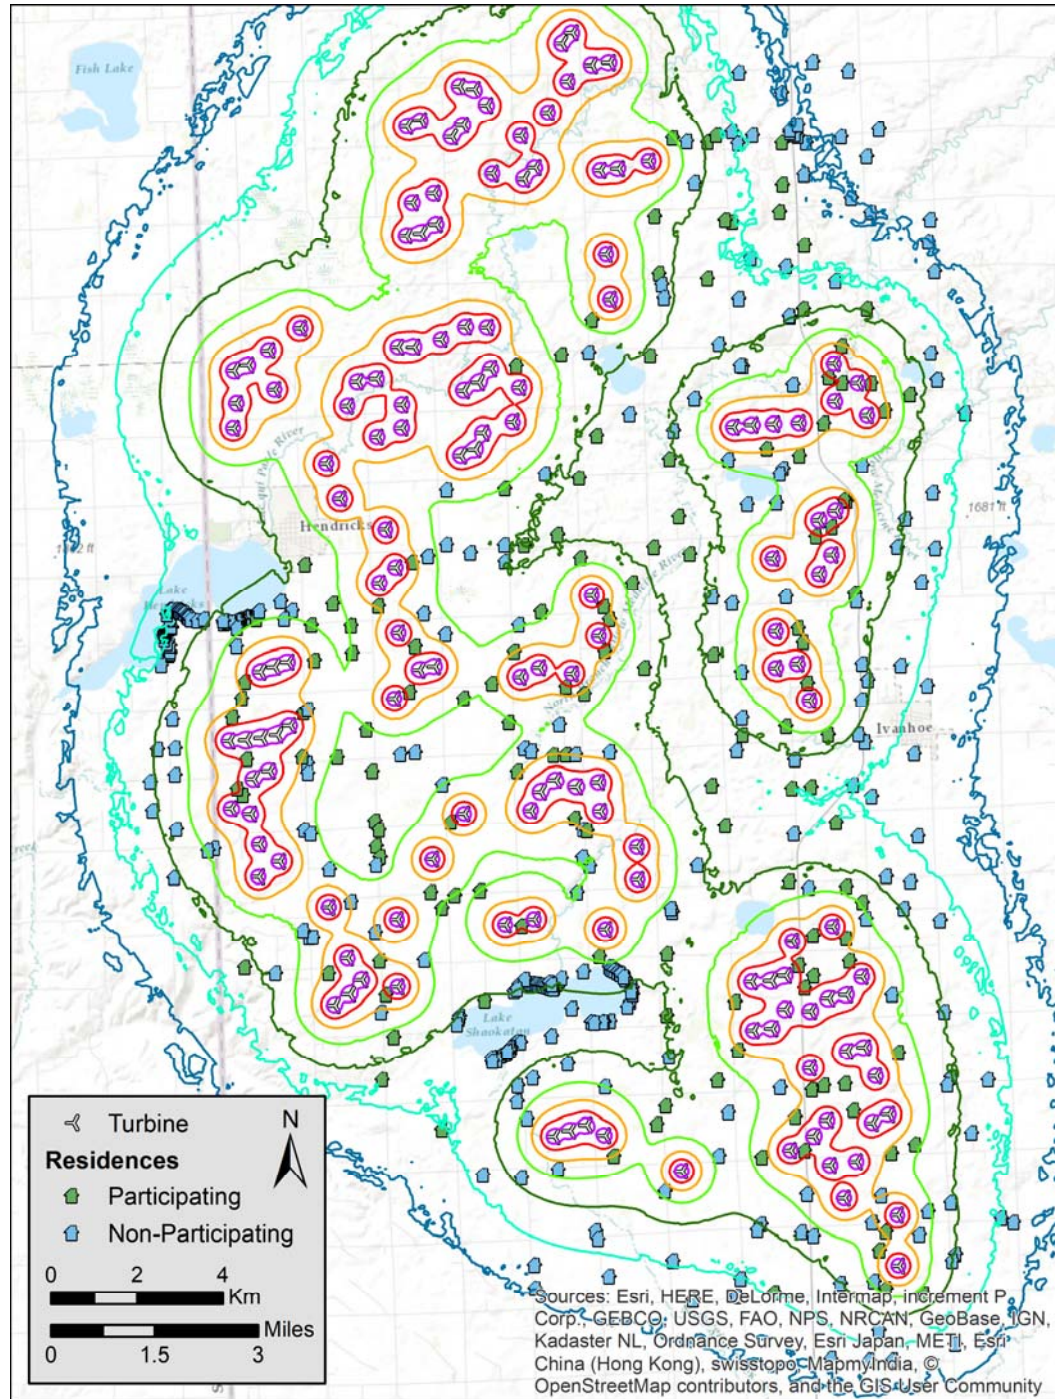 Fish Lake
Hendricks
Lake
1681 ft
Ivanhoe
Lake
Shaokatan
Turbine
N
Residences
Participating
Non-Participating
0 2 4
Km
Miles
0 1.5 3
Sources: Esri, HERE, DeLorme, Intermap, increment P
Corp., GEBCO, USGS, FAO, NPS, NRCAN, GeoBase, IGN,
Kadaster NL, Ordnance Survey, Esri Japan, METI, Esri
China (Hong Kong), swisstopo, MapmyIndia, ©
OpenStreetMap contributors, and the GIS User Community